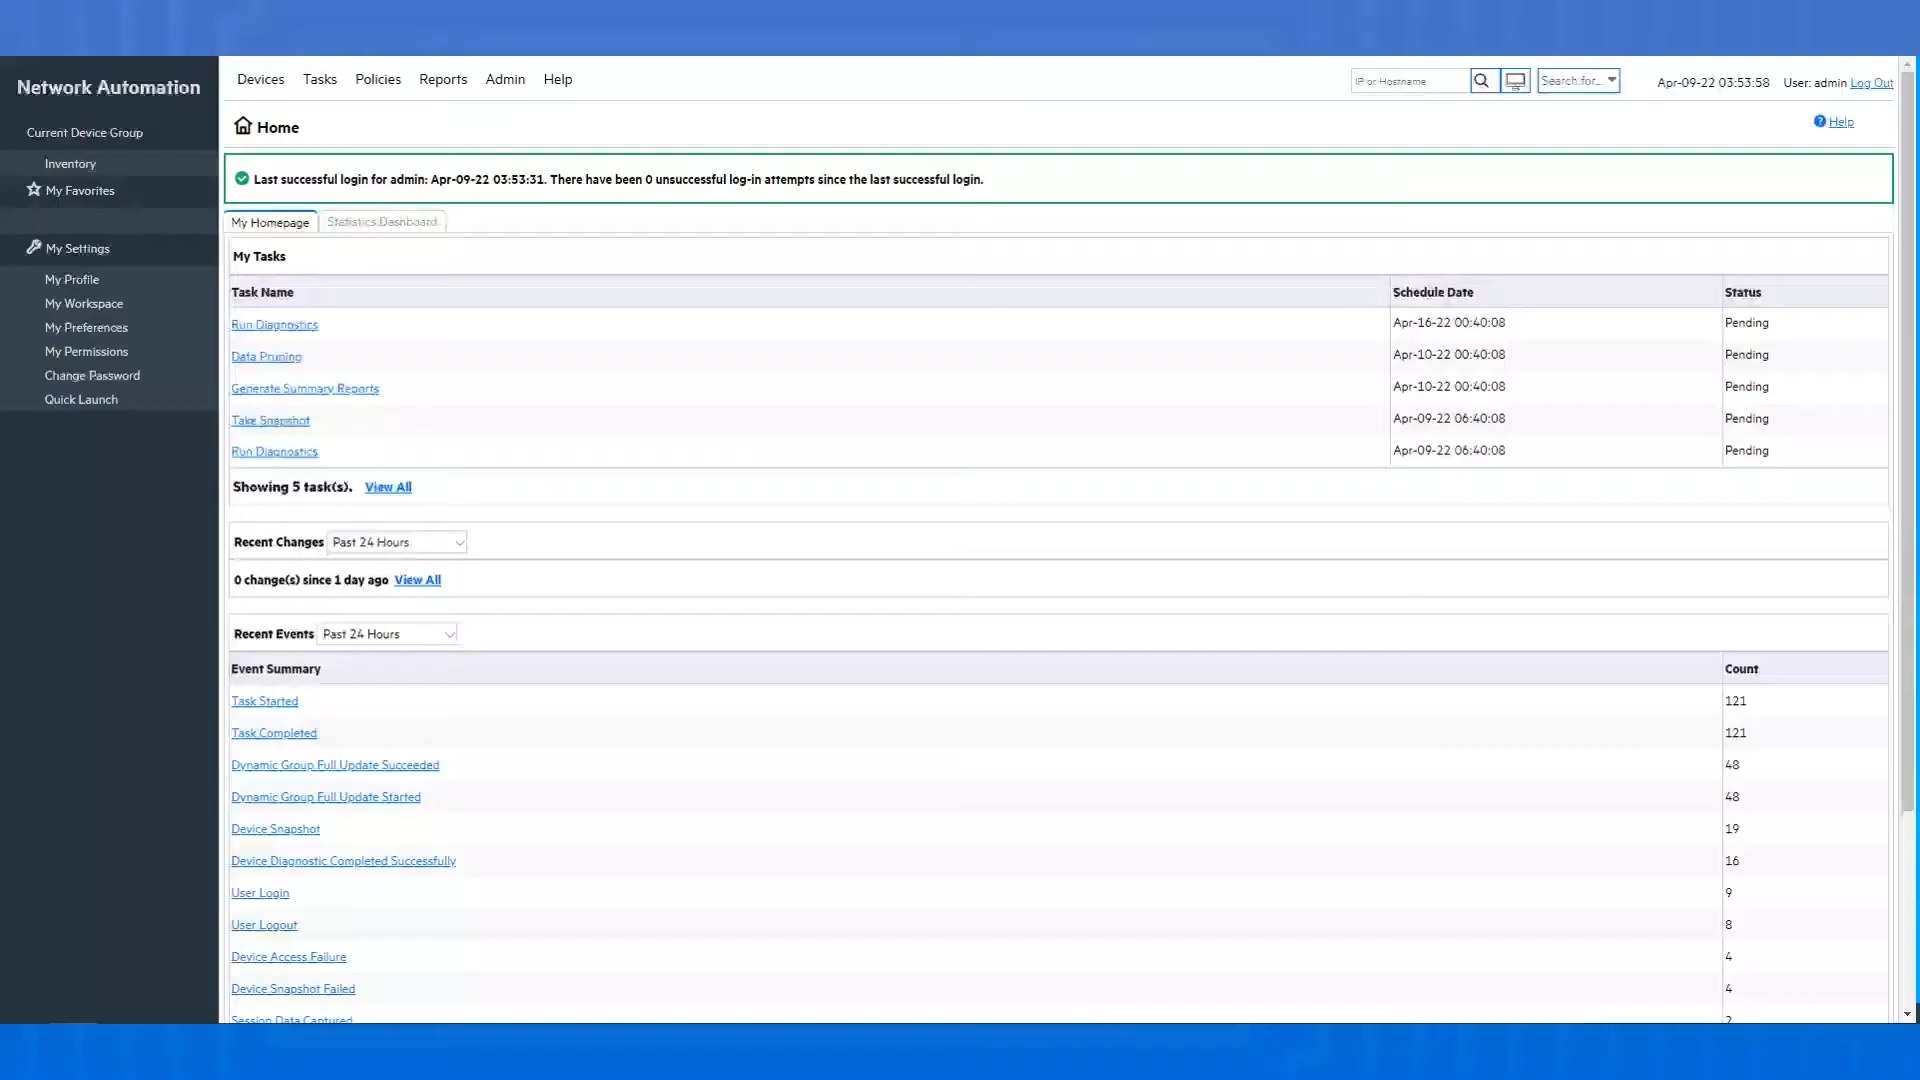 Network Automation
Devices Tasks Policies Reports Admin Help
IP or Hostname
Search for...
Apr-09-22 03:53:58 User: admin Log Out
Current Device Group
Inventory
My Favorites
My Settings
My Profile
My Workspace
My Preferences
My Permissions
Change Password
Quick Launch
Home
Help
Last successful login for admin: Apr-09-22 03:53:31. There have been 0 unsuccessful log-in attempts since the last successful login.
My Homepage Statistics Dashboard
My Tasks
Task Name Schedule Date Status
Run Diagnostics Apr-16-22 00:40:08 Pending
Data Pruning Apr-10-22 00:40:08 Pending
Generate Summary Reports Apr-10-22 00:40:08 Pending
Take Snapshot Apr-09-22 06:40:08 Pending
Run Diagnostics Apr-09-22 06:40:08 Pending
Showing 5 task(s). View All
Recent Changes Past 24 Hours
0 change(s) since 1 day ago View All
Recent Events Past 24 Hours
Event Summary Count
Task Started 121
Task Completed 121
Dynamic Group Full Update Succeeded 48
Dynamic Group Full Update Started 48
Device Snapshot 19
Device Diagnostic Completed Successfully 16
User Login 9
User Logout 8
Device Access Failure 4
Device Snapshot Failed 4
Session Data Captured 2